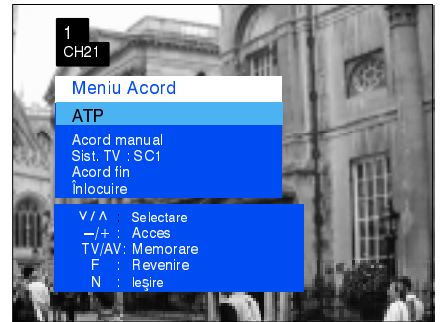 1
CH21
Meniu Acord
ATP
Acord manual
Sist. TV : SC1
Acord fin
Înlocuire
V / Λ : Selectare
–/+ : Acces
TV/AV: Memorare
F : Revenire
N : Ieşire